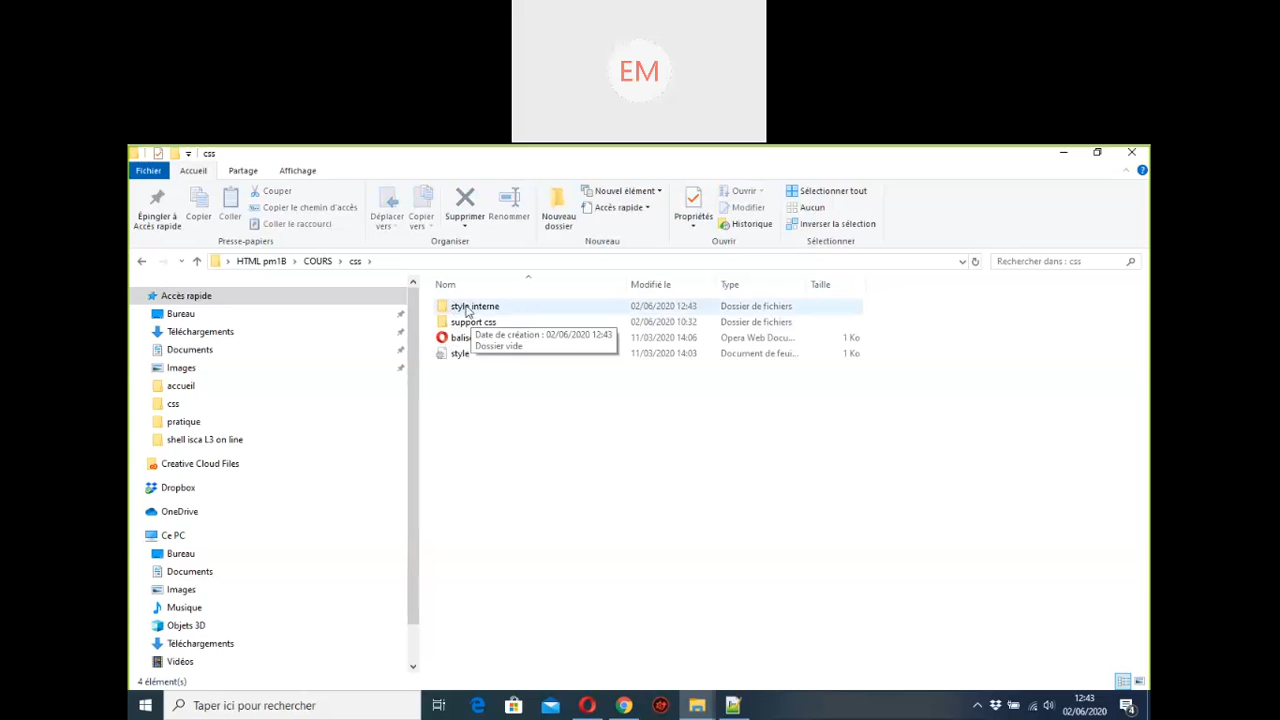 EM
css
Fichier Accueil Partage Affichage
Épingler à Accès rapide
Copier
Coller
Couper
Copier le chemin d'accès
Coller le raccourci
Presse-papiers
Déplacer vers
Copier vers
Supprimer
Renommer
Organiser
Nouveau dossier
Nouvel élément
Accès rapide
Nouveau
Propriétés
Ouvrir
Modifier
Historique
Ouvrir
Sélectionner tout
Aucun
Inverser la sélection
Sélectionner
HTML pm1B > COURS > css >
Rechercher dans : css
Accès rapide
Bureau
Téléchargements
Documents
Images
accueil
css
pratique
shell isca L3 on line
Creative Cloud Files
Dropbox
OneDrive
Ce PC
Bureau
Documents
Images
Musique
Objets 3D
Téléchargements
Vidéos
Nom Modifié le Type Taille
style interne 02/06/2020 12:43 Dossier de fichiers
support css 02/06/2020 10:32 Dossier de fichiers
11/03/2020 14:06 Opera Web Docu... 1 Ko
style 11/03/2020 14:03 Document de feui... 1 Ko
Date de création : 02/06/2020 12:43
Dossier vide
4 élément(s)
Taper ici pour rechercher
12:43
02/06/2020
4